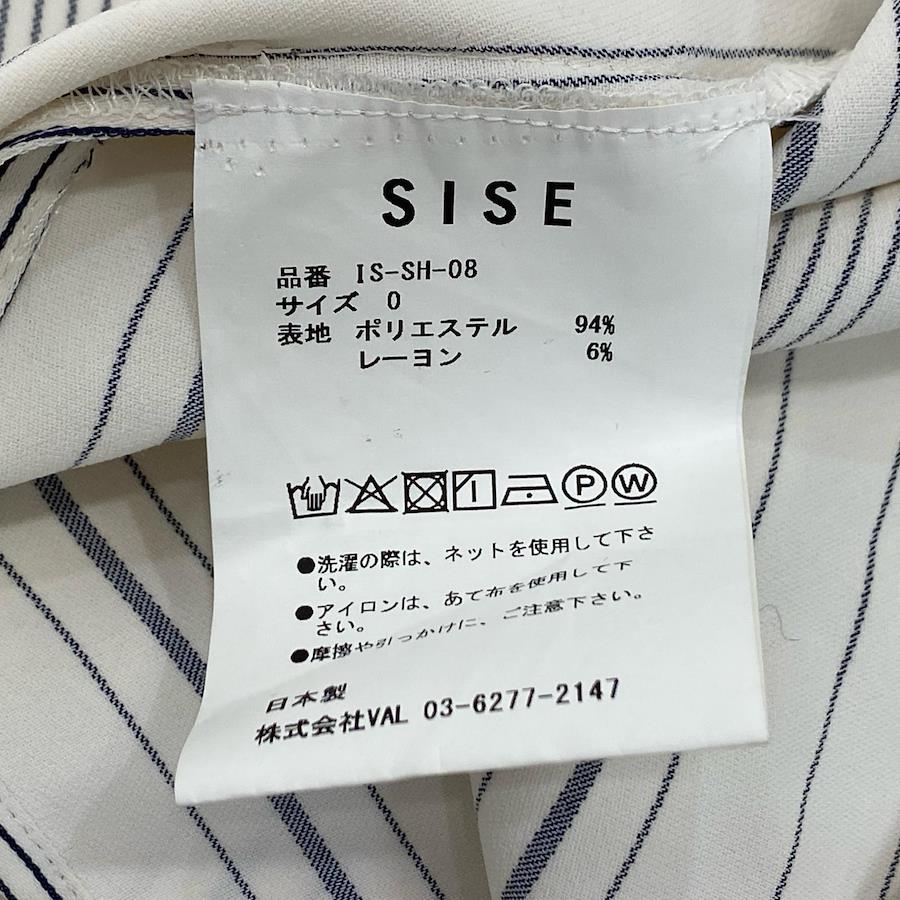 SISE
品番 IS-SH-08
サイズ 0
表地 ポリエステル 94%
レーヨン 6%
P W
●洗濯の際は、ネットを使用して下さ
い。
●アイロンは、あて布を使用して下
さい。
●摩擦や引っかけに、ご注意下さい。
日本製
株式会社VAL 03-6277-2147